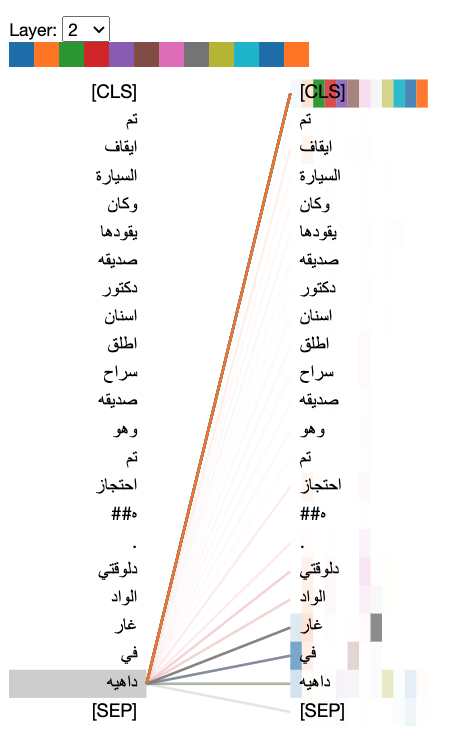 Layer: 2
[CLS] [CLS]
تم تم
ايقاف ايقاف
السيارة السيارة
وكان وكان
يقودها يقودها
صديقه صديقه
دكتور دكتور
اسنان اسنان
اطلق اطلق
سراح سراح
صديقه صديقه
وهو وهو
تم تم
احتجاز احتجاز
##ه ##ه
. .
دلوقتي دلوقتي
الواد الواد
غار غار
في في
داهيه داهيه
[SEP] [SEP]